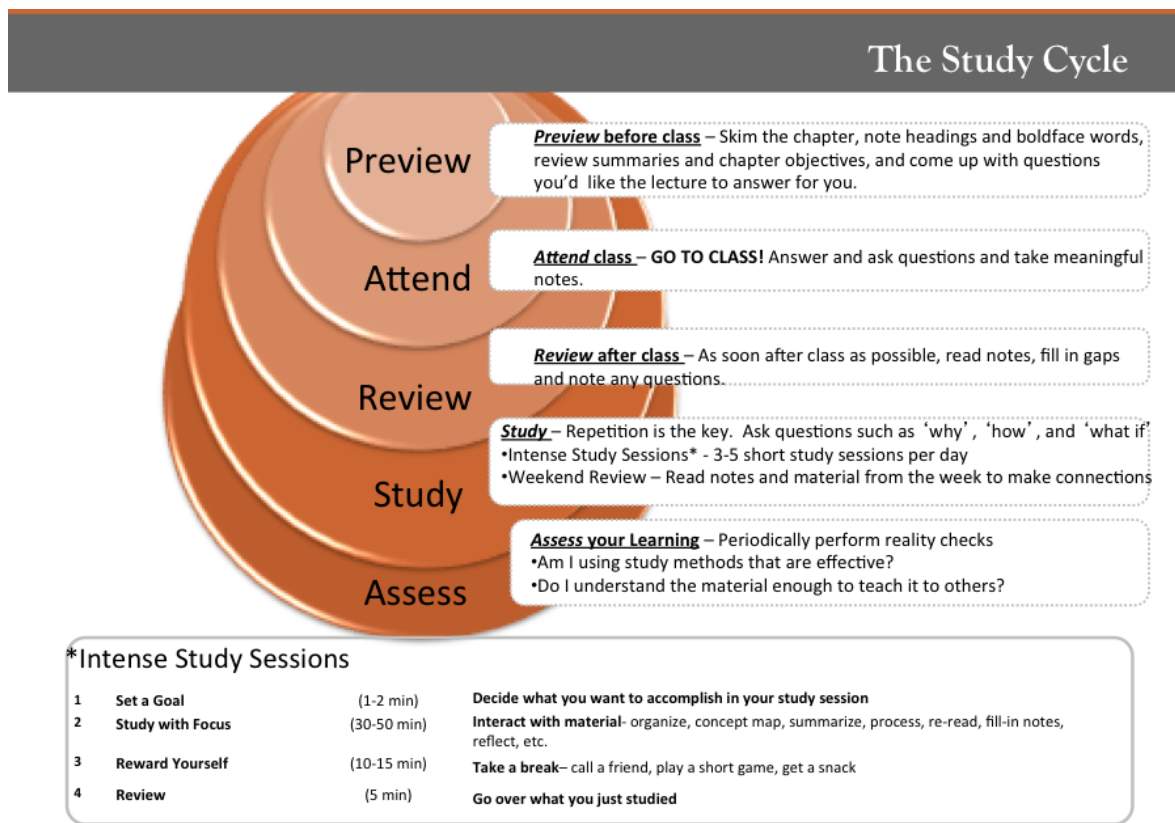 The Study Cycle
Preview
Preview before class – Skim the chapter, note headings and boldface words,
review summaries and chapter objectives, and come up with questions
you’d like the lecture to answer for you.
Attend
Attend class – GO TO CLASS! Answer and ask questions and take meaningful
notes.
Review
Review after class – As soon after class as possible, read notes, fill in gaps
and note any questions.
Study
Study – Repetition is the key. Ask questions such as ‘why’, ‘how’, and ‘what if’
•Intense Study Sessions* - 3-5 short study sessions per day
•Weekend Review – Read notes and material from the week to make connections
Assess
Assess your Learning – Periodically perform reality checks
•Am I using study methods that are effective?
•Do I understand the material enough to teach it to others?
*Intense Study Sessions
1 Set a Goal (1-2 min) Decide what you want to accomplish in your study session
2 Study with Focus (30-50 min) Interact with material- organize, concept map, summarize, process, re-read, fill-in notes,
reflect, etc.
3 Reward Yourself (10-15 min) Take a break– call a friend, play a short game, get a snack
4 Review (5 min) Go over what you just studied